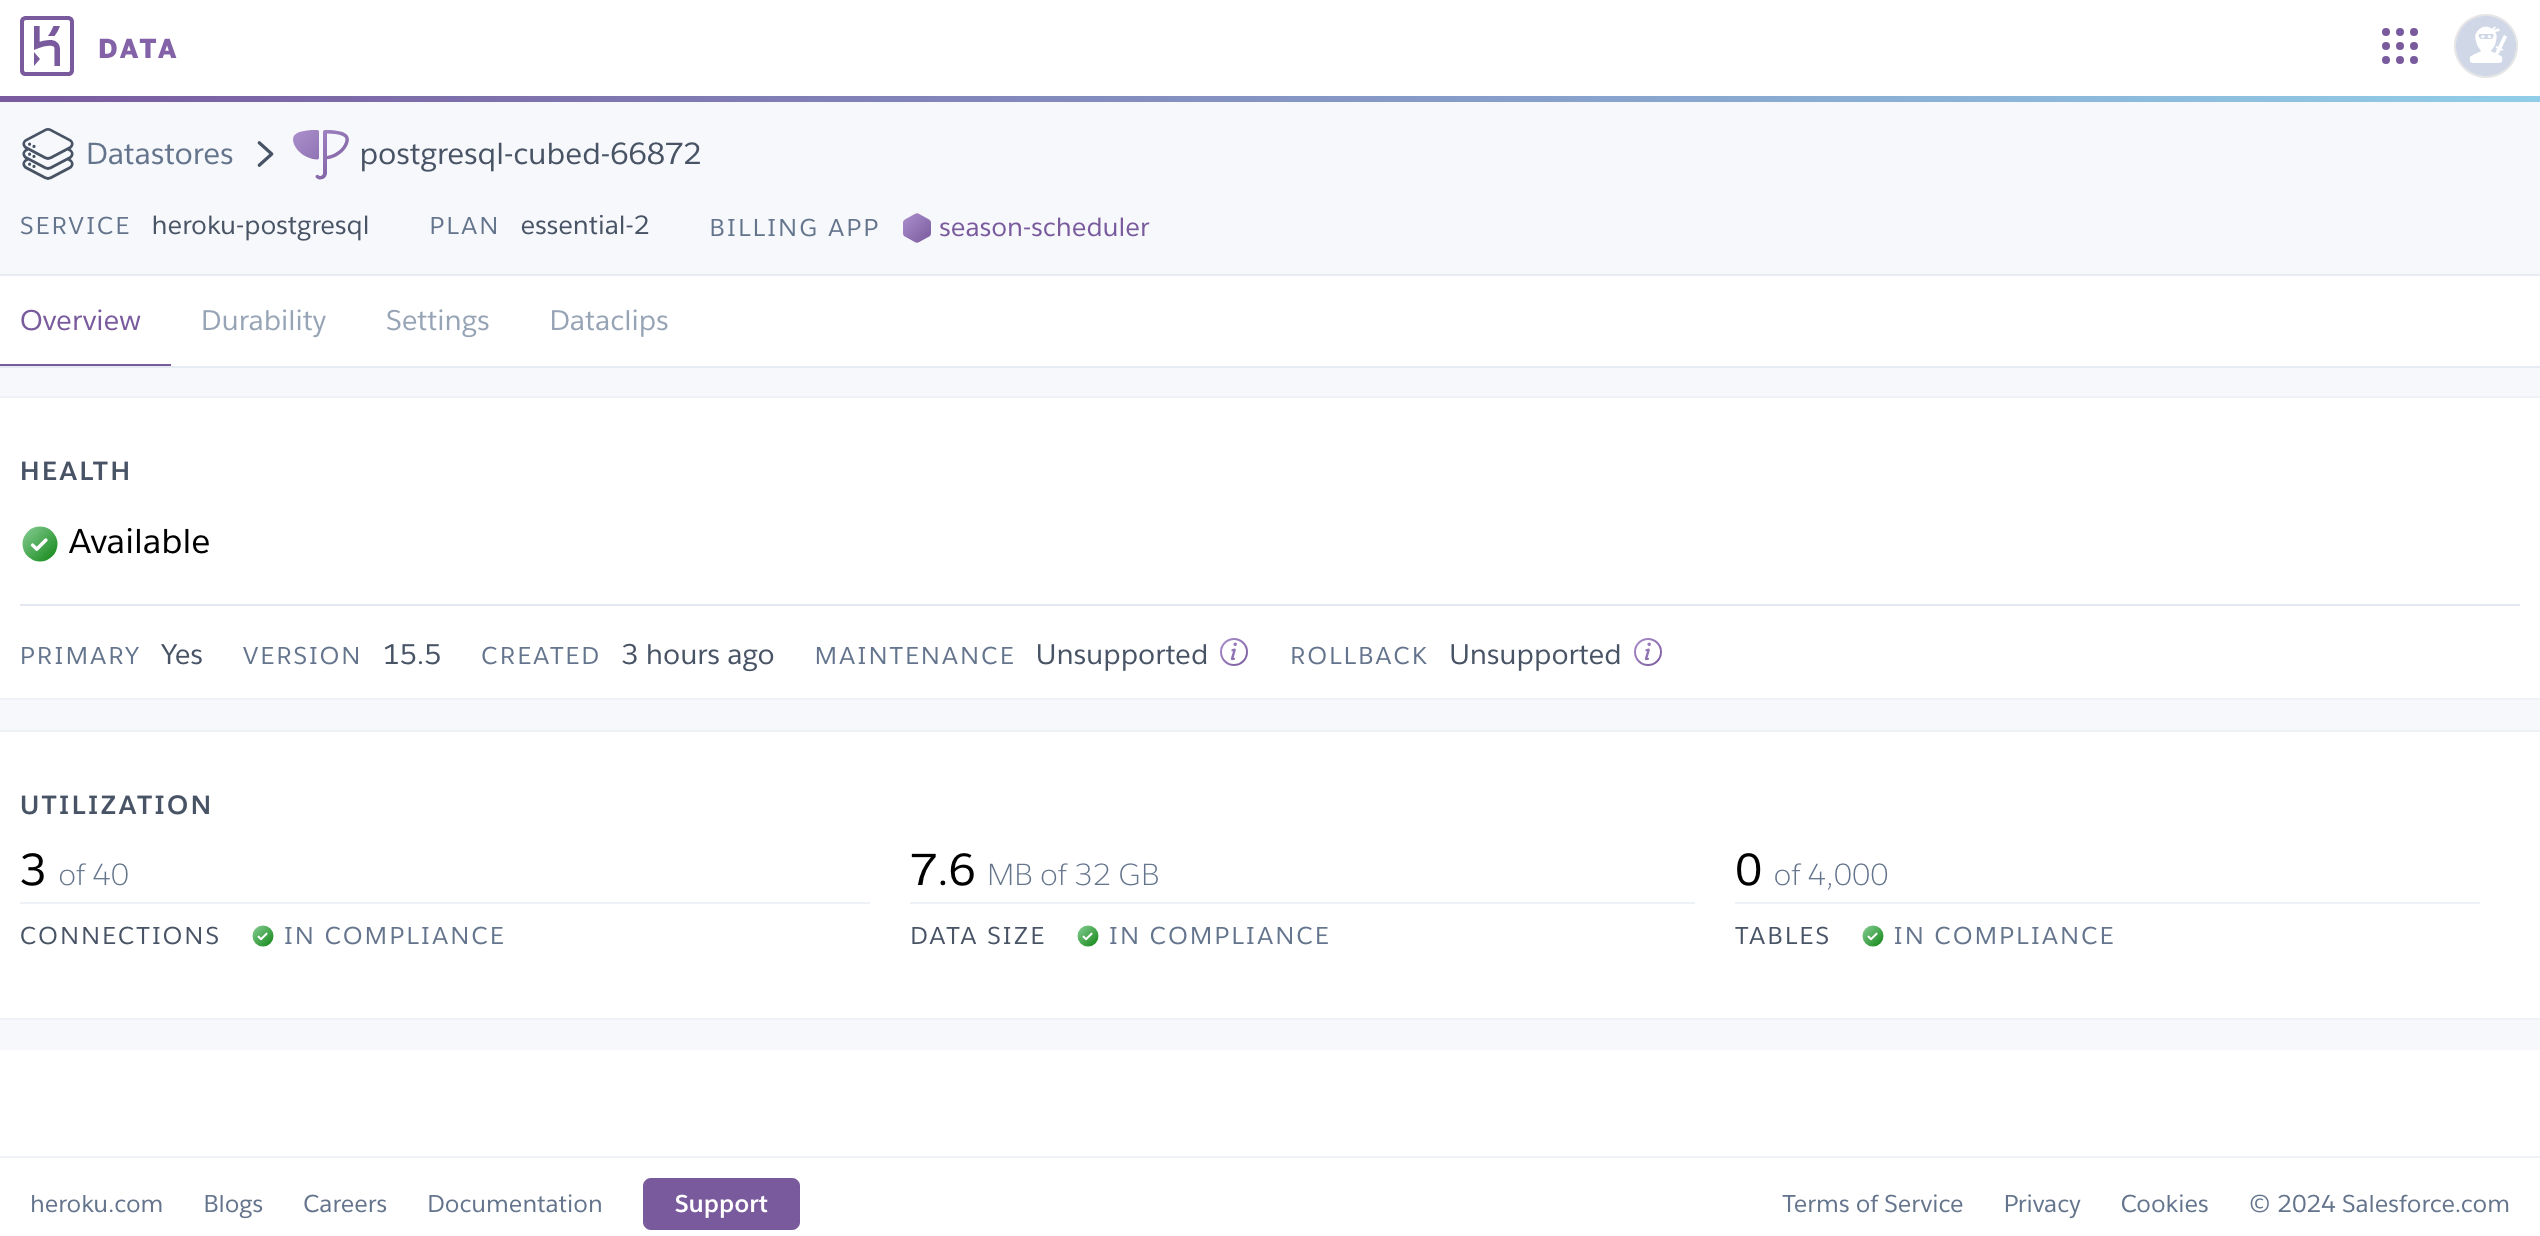 DATA
Datastores postgresql-cubed-66872
SERVICE heroku-postgresql PLAN essential-2 BILLING APP season-scheduler
Overview Durability Settings Dataclips
HEALTH
Available
PRIMARY Yes VERSION 15.5 CREATED 3 hours ago MAINTENANCE Unsupported ROLLBACK Unsupported
UTILIZATION
3 of 40 7.6 MB of 32 GB 0 of 4,000
CONNECTIONS IN COMPLIANCE DATA SIZE IN COMPLIANCE TABLES IN COMPLIANCE
heroku.com Blogs Careers Documentation Support Terms of Service Privacy Cookies © 2024 Salesforce.com